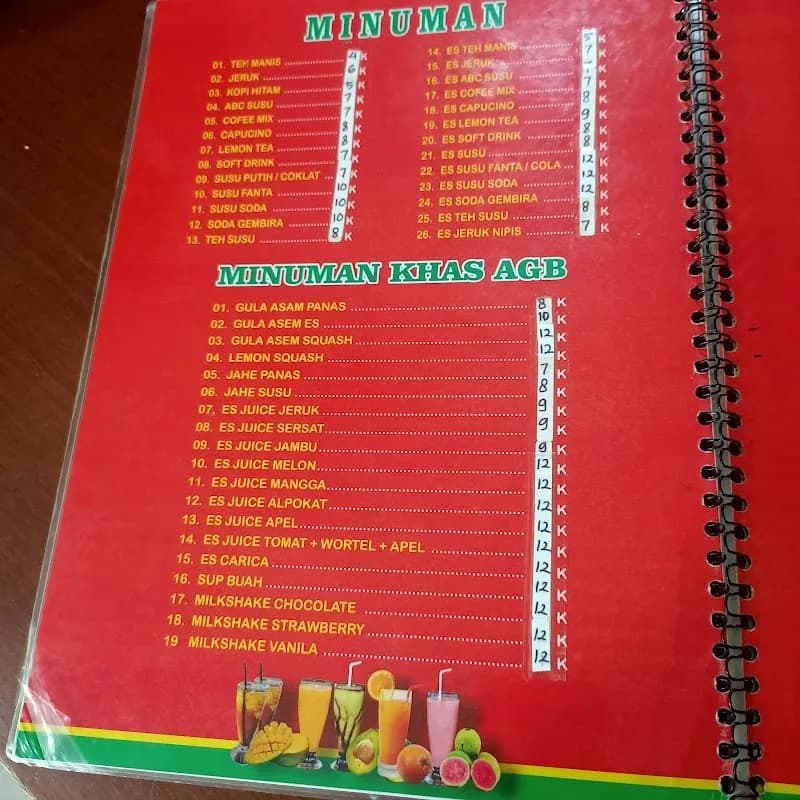 MINUMAN
01. TEH MANIS 4 K
02. JERUK 6 K
03. KOPI HITAM 5 K
04. ABC SUSU 7 K
05. COFEE MIX 7 K
06. CAPUCINO 8 K
07. LEMON TEA 8 K
08. SOFT DRINK 7 K
09. SUSU PUTIH / COKLAT 7 K
10. SUSU FANTA 10 K
11. SUSU SODA 10 K
12. SODA GEMBIRA 10 K
13. TEH SUSU 8 K
14. ES TEH MANIS 5 K
15. ES JERUK 7 K
16. ES ABC SUSU K
17. ES COFEE MIX 7 K
18. ES CAPUCINO 8 K
19. ES LEMON TEA 9 K
20. ES SOFT DRINK 8 K
21. ES SUSU 8 K
22. ES SUSU FANTA / COLA 12 K
23. ES SUSU SODA 12 K
24. ES SODA GEMBIRA 12 K
25. ES TEH SUSU 8 K
26. ES JERUK NIPIS 7 K
MINUMAN KHAS AGB
01. GULA ASAM PANAS 8 K
02. GULA ASEM ES 10 K
03. GULA ASEM SQUASH 12 K
04. LEMON SQUASH 12 K
05. JAHE PANAS 7 K
06. JAHE SUSU 8 K
07, ES JUICE JERUK 9 K
08. ES JUICE SERSAT 9 K
09. ES JUICE JAMBU 9 K
10. ES JUICE MELON 12 K
11. ES JUICE MANGGA 12 K
12. ES JUICE ALPOKAT 12 K
13. ES JUICE APEL 12 K
14. ES JUICE TOMAT + WORTEL + APEL 12 K
15. ES CARICA 12 K
16. SUP BUAH 12 K
17. MILKSHAKE CHOCOLATE 12 K
18. MILKSHAKE STRAWBERRY 12 K
19 MILKSHAKE VANILA 12 K